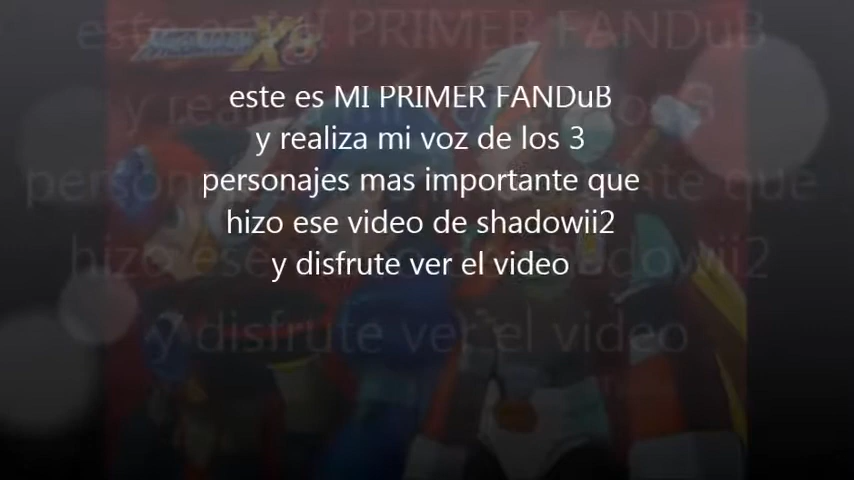 este es MI PRIMER FANDuB
y realiza mi voz de los 3
personajes mas importante que
hizo ese video de shadowii2
y disfrute ver el video
X8